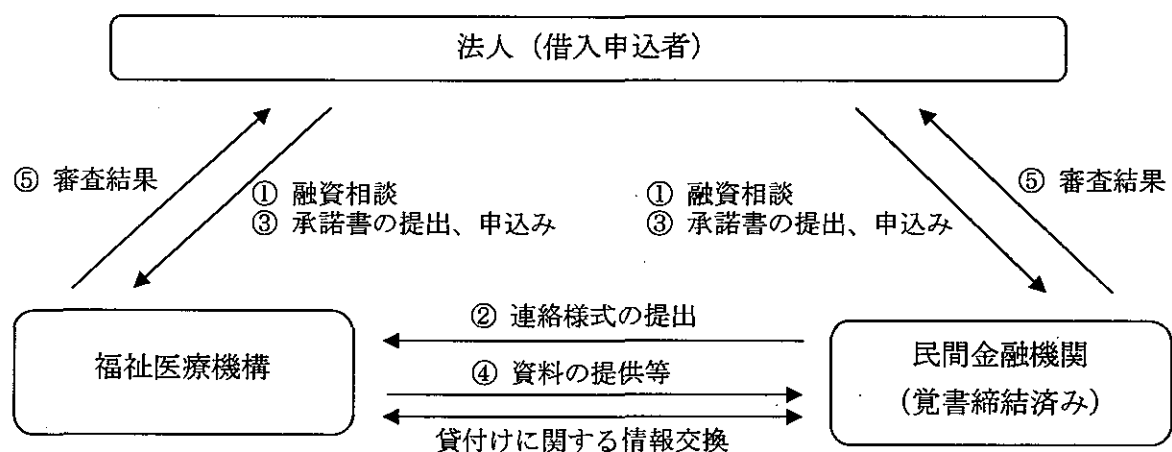 法人（借入申込者）
⑤ 審査結果
① 融資相談
③ 承諾書の提出、申込み
① 融資相談
③ 承諾書の提出、申込み
⑤ 審査結果
福祉医療機構
② 連絡様式の提出
④ 資料の提供等
貸付けに関する情報交換
民間金融機関
（覚書締結済み）